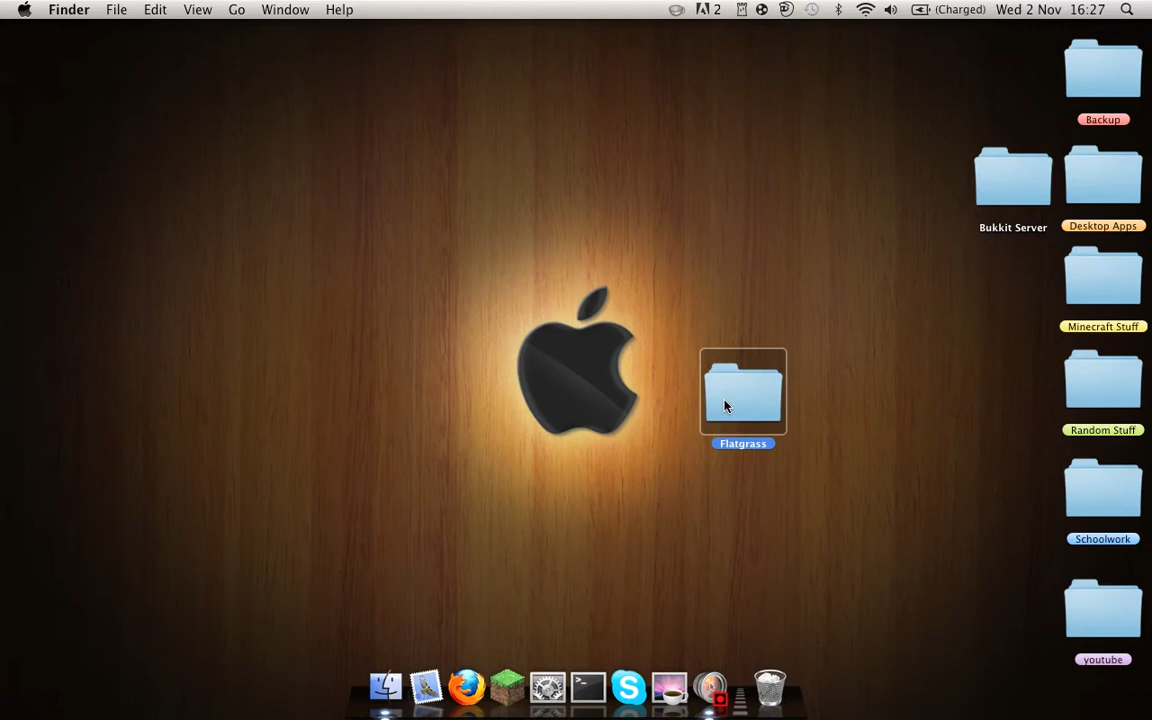 Finder File Edit View Go Window Help 2 (Charged) Wed 2 Nov 16:27
Backup
Bukkit Server
Desktop Apps
Minecraft Stuff
Random Stuff
Flatgrass
Schoolwork
youtube